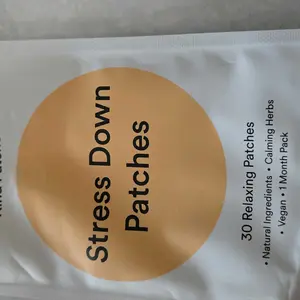 Stress Down
Patches
30 Relaxing Patches
• Natural Ingredients • Calming Herbs
• Vegan • 1 Month Pack